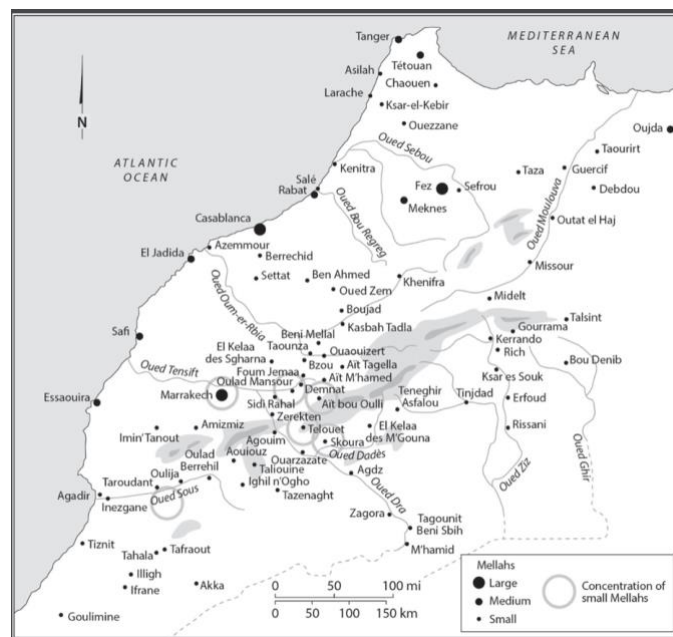 MEDITERRANEAN
SEA
Tanger
Tétouan
Asilah
Chaouen
Larache
Ksar-el-Kebir
Ouezzane
Oujda
N
Oued Sebou
Taourirt
ATLANTIC
OCEAN
Kenitra
Taza
Guercif
Salé
Rabat
Fez
Sefrou
Debdou
Meknes
Oued Bou Regreg
Oued Moulouva
Outat el Haj
Casablanca
Azemmour
El Jadida
Berrechid
Missour
Settat
Ben Ahmed
Khenifra
Oued Zem
Midelt
Oued Oum-er-Rbia
Boujad
Talsint
Safi
Kasbah Tadla
Gourrama
Beni Mellal
Kerrando
El Kelaa
des Sgharna
Taounza
Ouaouizert
Rich
Bou Denib
Oued Tensift
Bzou
Aït Tagella
Foum Jemaa
Aït M'hamed
Ksar es Souk
Oulad Mansour
Demnat
Essaouira
Marrakech
Aït bou Oulli
Teneghir
Asfalou
Tinjdad
Erfoud
Sidi Rahal
Zerekten
Imin'Tanout
Amizmiz
Telouet
El Kelaa
des M'Gouna
Rissani
Agouim
Skoura
Oulad
Berrehil
Aouiouz
Ouarzazate
Oued Dadès
Oulija
Taliouine
Agdz
Taroudant
Ighil n'Ogho
Oued Ziz
Oued Ghir
Agadir
Inezgane
Oued Sous
Tazenaght
Oued Dra
Zagora
Tagounit
Beni Sbih
Tiznit
Tahala
Tafraout
M'hamid
Illigh
Ifrane
Akka
Goulimine
0 50 100 mi
0 50 100 150 km
Mellahs
Large
Medium
Small
Concentration of
small Mellahs